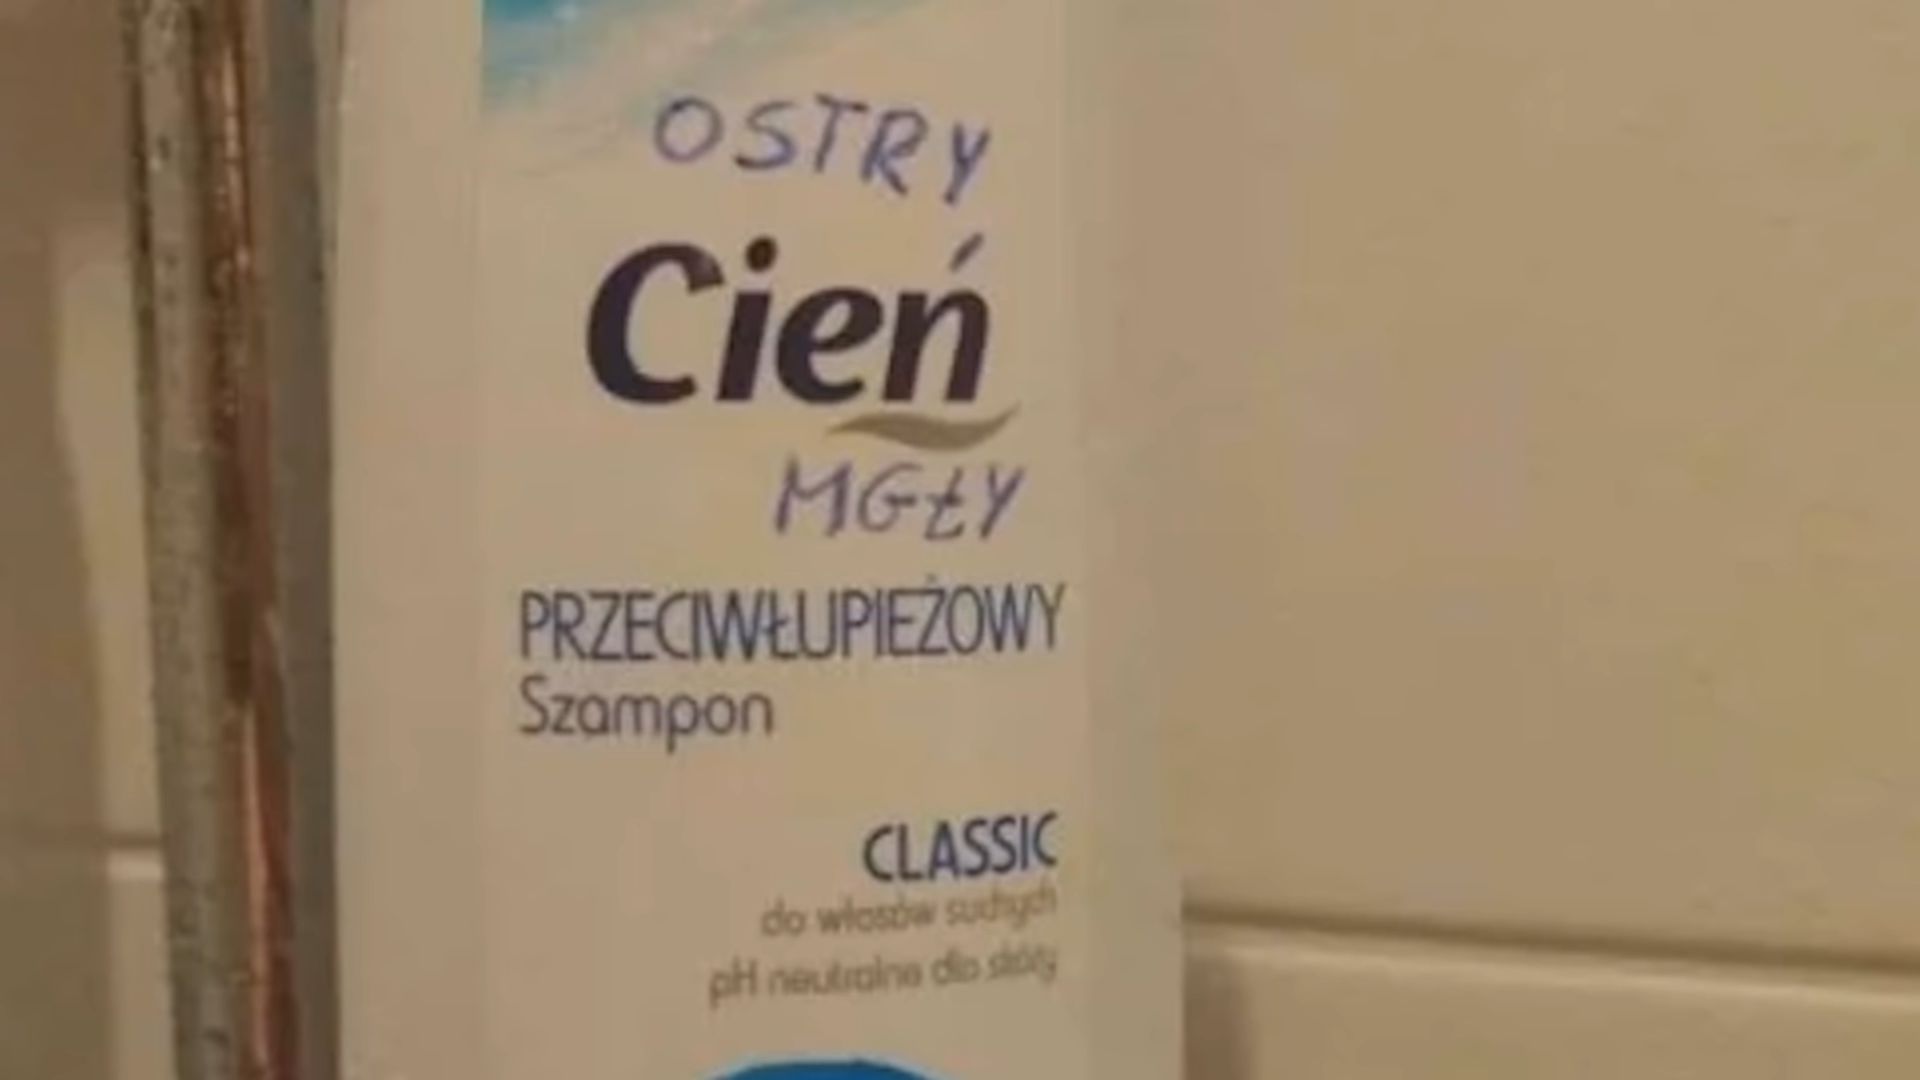 OSTRY
Cień
MGŁY
PRZECIWŁUPIEŻOWY
Szampon
CLASSIC
do włosów suchych
pH neutralne dla skóry